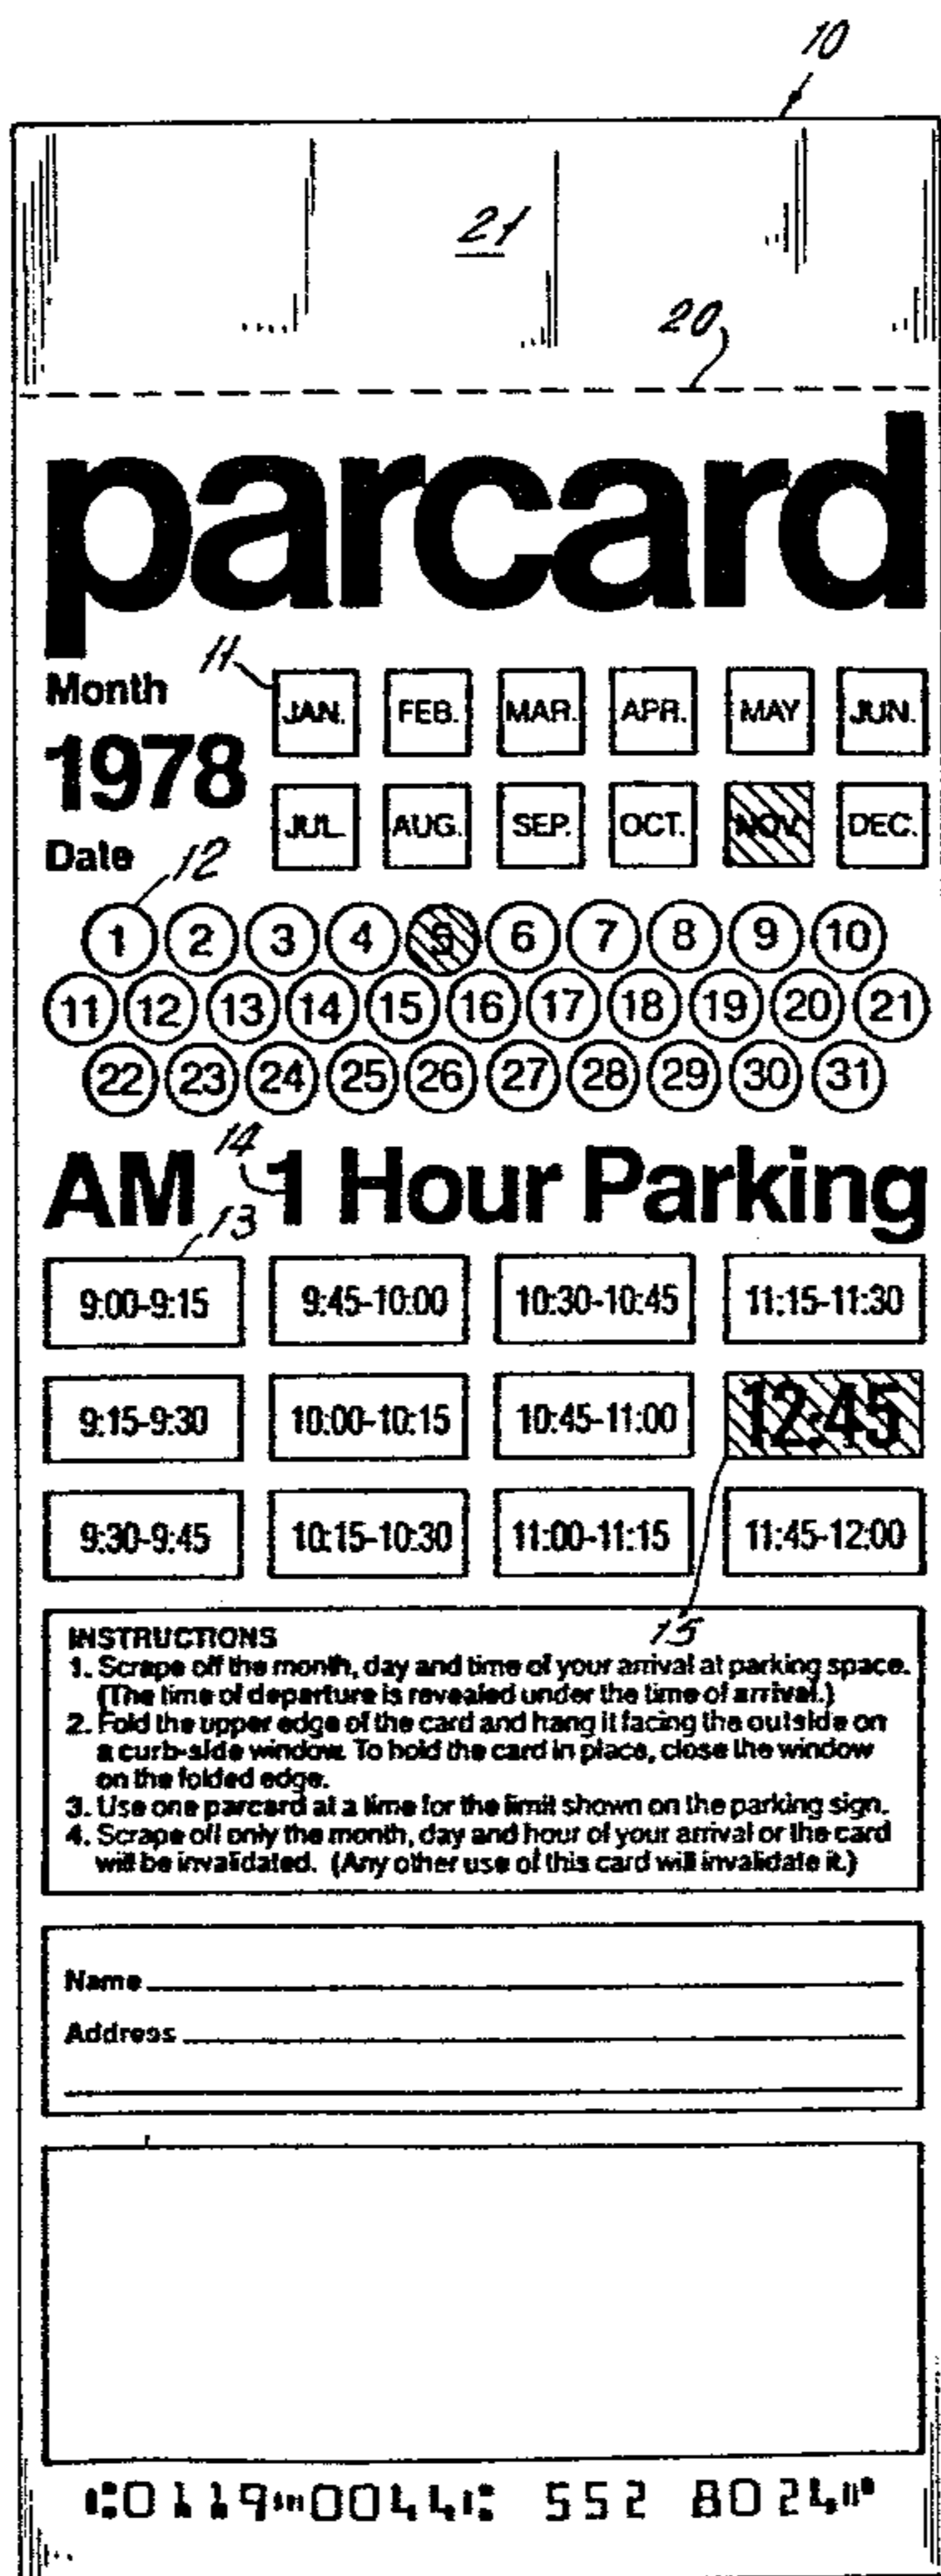 10
21
20
parcard
11
Month
JAN. FEB. MAR. APR. MAY JUN.
1978
JUL. AUG. SEP. OCT. NOV. DEC.
Date 12
1 2 3 4 5 6 7 8 9 10
11 12 13 14 15 16 17 18 19 20 21
22 23 24 25 26 27 28 29 30 31
14
AM 1 Hour Parking
13
9:00-9:15 9:45-10:00 10:30-10:45 11:15-11:30
9:15-9:30 10:00-10:15 10:45-11:00 12:45
9:30-9:45 10:15-10:30 11:00-11:15 11:45-12:00
15
INSTRUCTIONS
1. Scrape off the month, day and time of your arrival at parking space.
(The time of departure is revealed under the time of arrival.)
2. Fold the upper edge of the card and hang it facing the outside on
a curb-side window. To hold the card in place, close the window
on the folded edge.
3. Use one parcard at a time for the limit shown on the parking sign.
4. Scrape off only the month, day and hour of your arrival or the card
will be invalidated. (Any other use of this card will invalidate it.)
Name
Address
⑆0119⑉0044⑆ 552 8024⑈